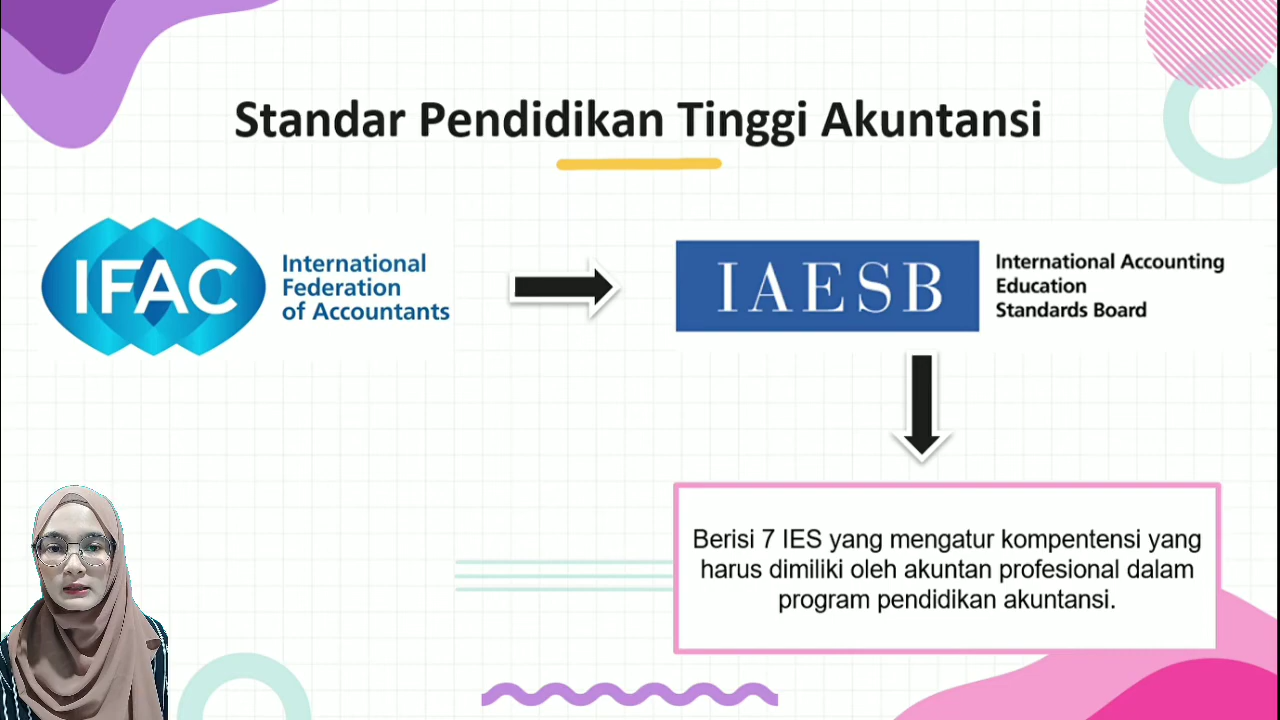 Standar Pendidikan Tinggi Akuntansi
IFAC
International
Federation
of Accountants
IAESB
International Accounting
Education
Standards Board
Berisi 7 IES yang mengatur kompentensi yang
harus dimiliki oleh akuntan profesional dalam
program pendidikan akuntansi.